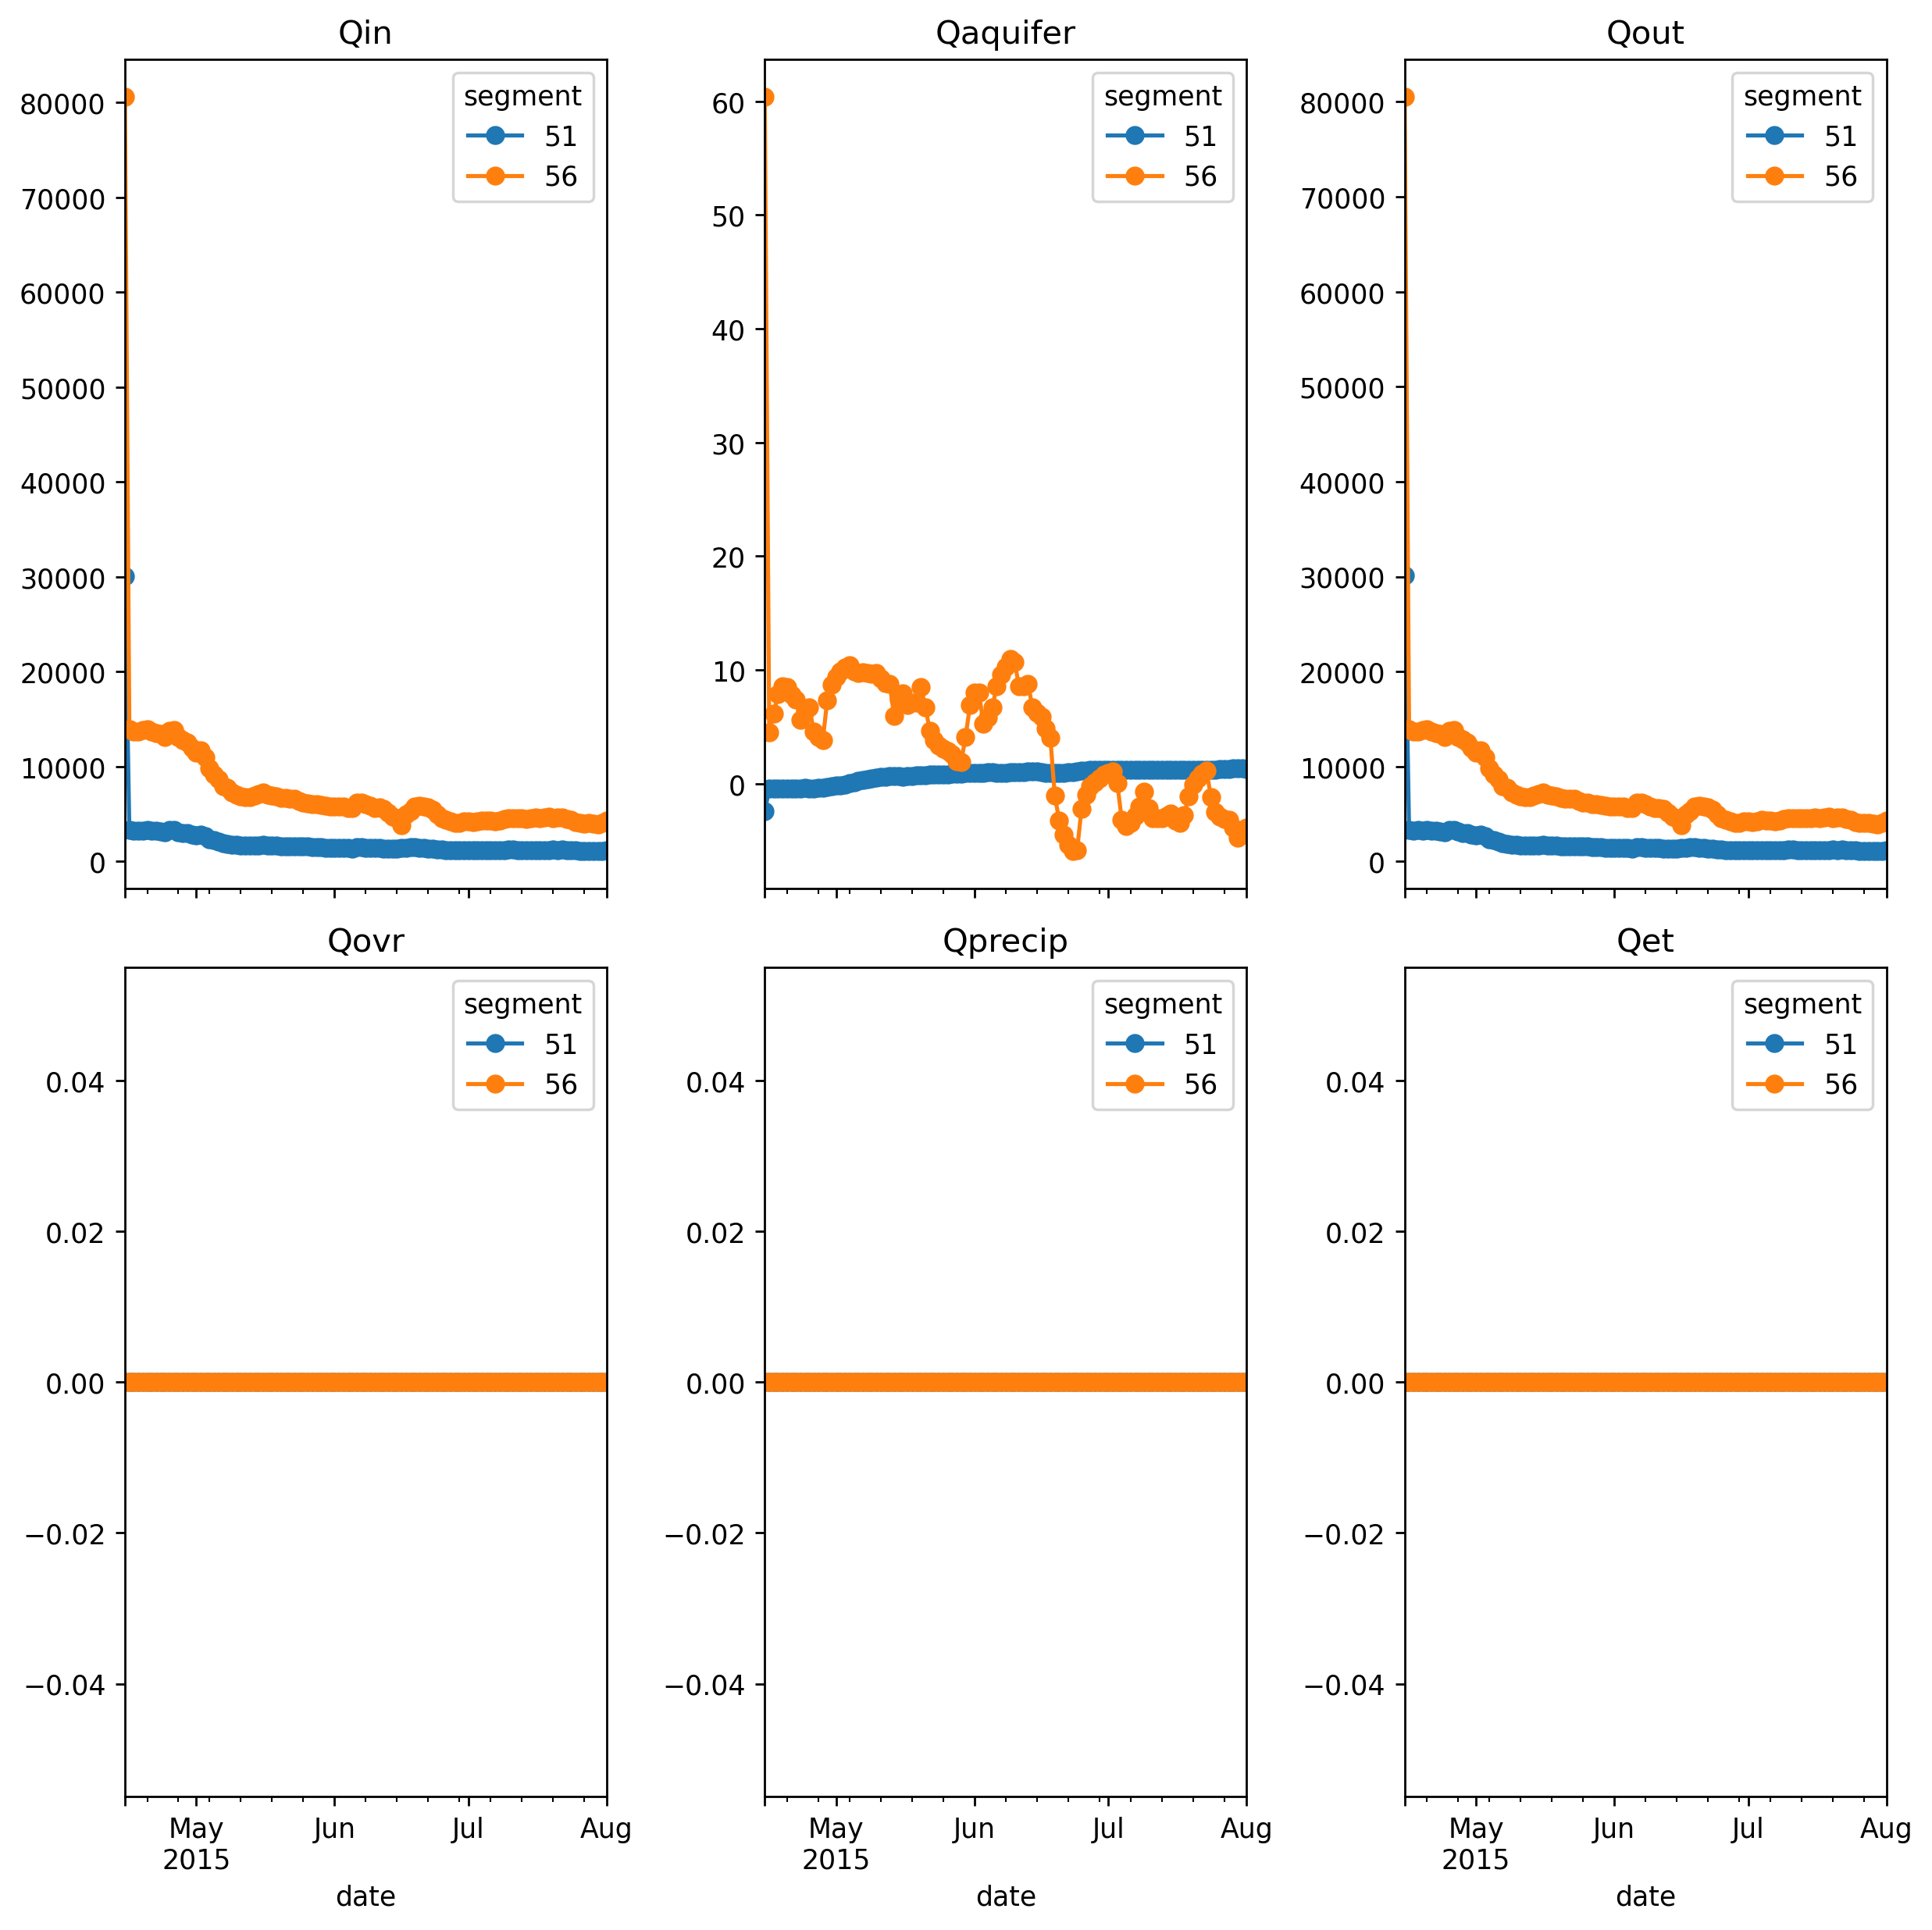 Qin
80000
70000
60000
50000
40000
30000
20000
10000
0
segment
51
56
Qaquifer
60
50
40
30
20
10
0
segment
51
56
Qout
80000
70000
60000
50000
40000
30000
20000
10000
0
segment
51
56
Qovr
0.04
0.02
0.00
−0.02
−0.04
segment
51
56
May
2015
Jun
Jul
Aug
date
Qprecip
0.04
0.02
0.00
−0.02
−0.04
segment
51
56
May
2015
Jun
Jul
Aug
date
Qet
0.04
0.02
0.00
−0.02
−0.04
segment
51
56
May
2015
Jun
Jul
Aug
date